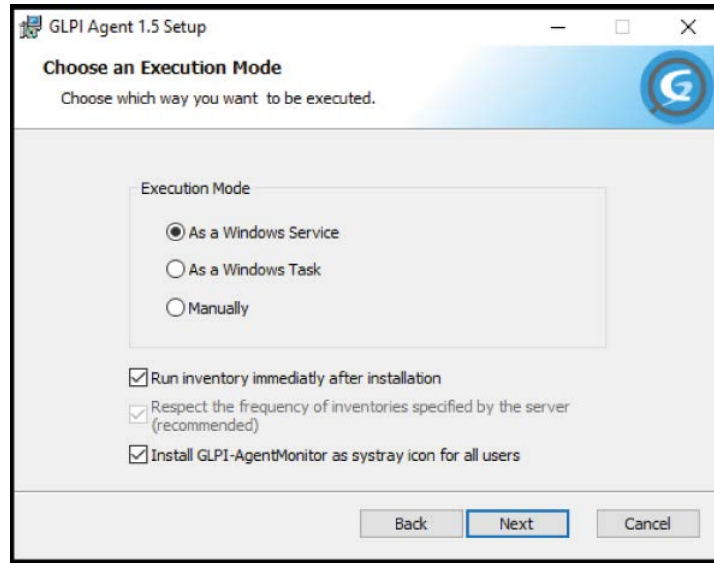 GLPI Agent 1.5 Setup
Choose an Execution Mode
Choose which way you want to be executed.
Execution Mode
As a Windows Service
As a Windows Task
Manually
Run inventory immediatly after installation
Respect the frequency of inventories specified by the server
(recommended)
Install GLPI-AgentMonitor as systray icon for all users
Back Next Cancel